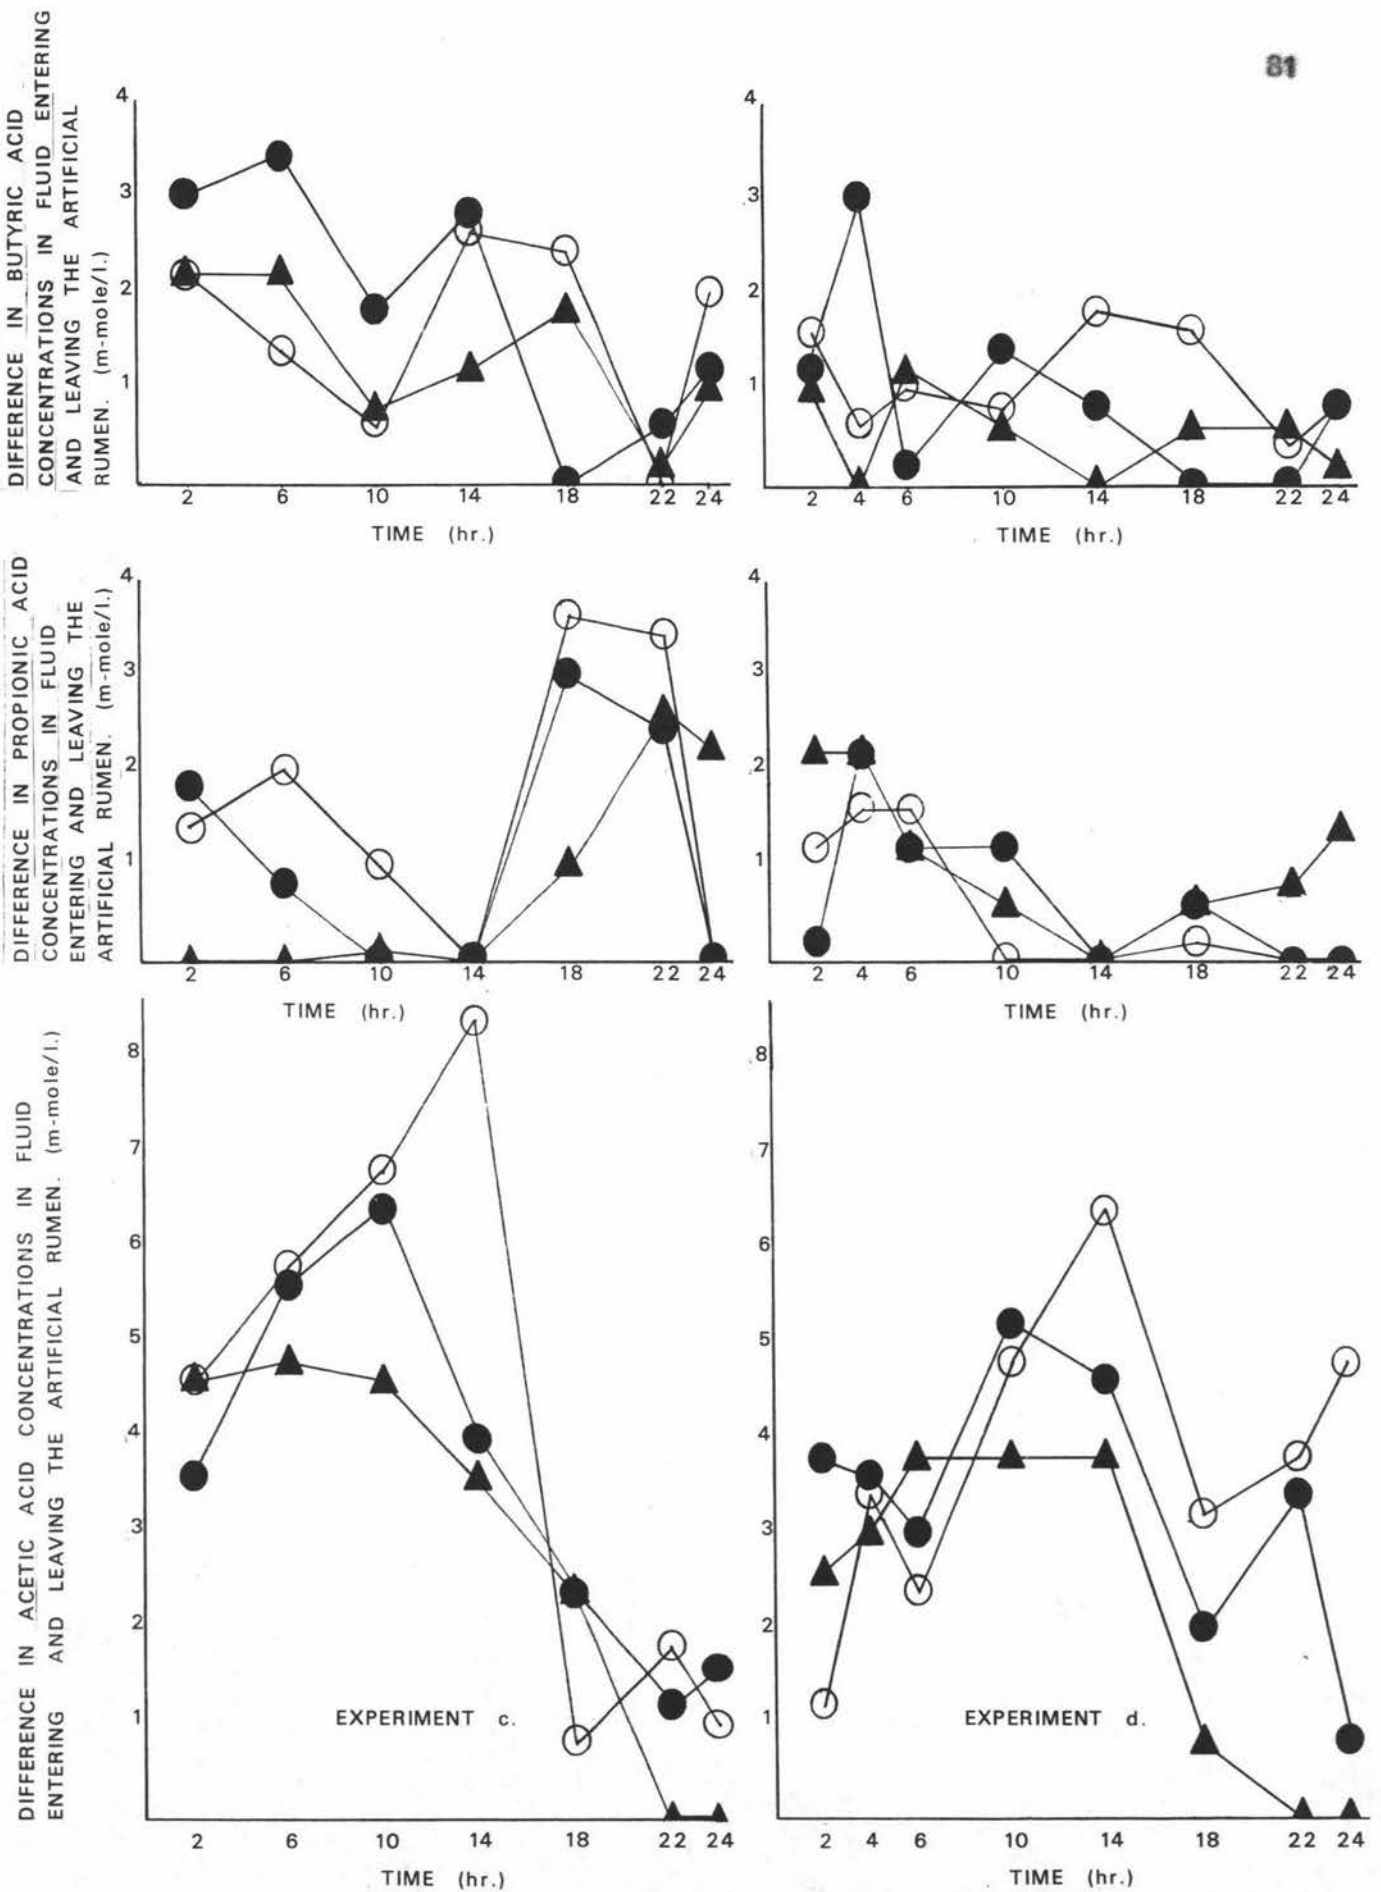 81
DIFFERENCE IN BUTYRIC ACID
CONCENTRATIONS IN FLUID ENTERING
AND LEAVING THE ARTIFICIAL
RUMEN. (m-mole/l.)
4
3
2
1
2 6 10 14 18 22 24
TIME (hr.)
4
3
2
1
2 4 6 10 14 18 22 24
TIME (hr.)
DIFFERENCE IN PROPIONIC ACID
CONCENTRATIONS IN FLUID
ENTERING AND LEAVING THE
ARTIFICIAL RUMEN. (m-mole/l.)
4
3
2
1
2 6 10 14 18 22 24
TIME (hr.)
4
3
2
1
2 4 6 10 14 18 22 24
TIME (hr.)
DIFFERENCE IN ACETIC ACID CONCENTRATIONS IN FLUID
ENTERING AND LEAVING THE ARTIFICIAL RUMEN. (m-mole/l.)
8
7
6
5
4
3
2
1
EXPERIMENT c.
2 6 10 14 18 22 24
TIME (hr.)
8
7
6
5
4
3
2
1
EXPERIMENT d.
2 4 6 10 14 18 22 24
TIME (hr.)